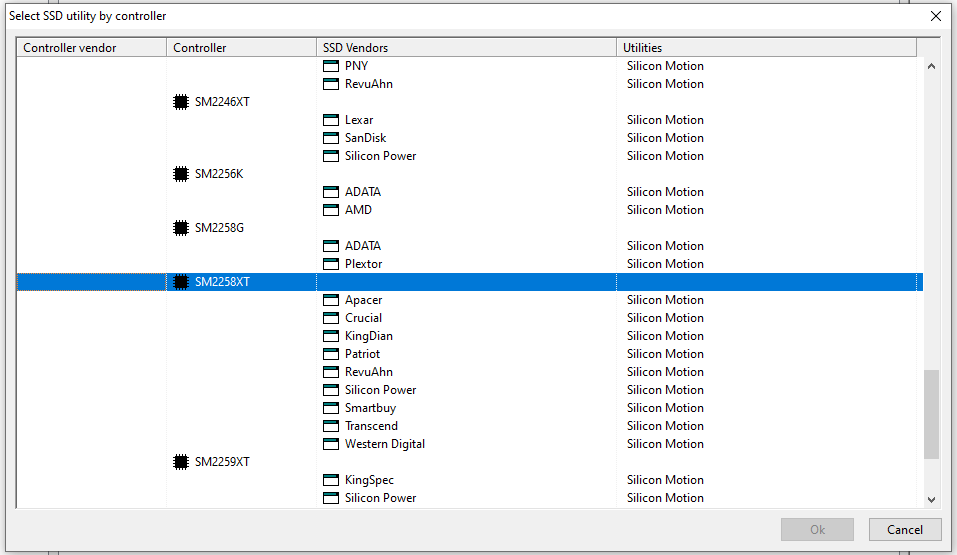 Select SSD utility by controller
Controller vendor Controller SSD Vendors Utilities
PNY Silicon Motion
RevuAhn Silicon Motion
SM2246XT
Lexar Silicon Motion
SanDisk Silicon Motion
Silicon Power Silicon Motion
SM2256K
ADATA Silicon Motion
AMD Silicon Motion
SM2258G
ADATA Silicon Motion
Plextor Silicon Motion
SM2258XT
Apacer Silicon Motion
Crucial Silicon Motion
KingDian Silicon Motion
Patriot Silicon Motion
RevuAhn Silicon Motion
Silicon Power Silicon Motion
Smartbuy Silicon Motion
Transcend Silicon Motion
Western Digital Silicon Motion
SM2259XT
KingSpec Silicon Motion
Silicon Power Silicon Motion
Ok Cancel